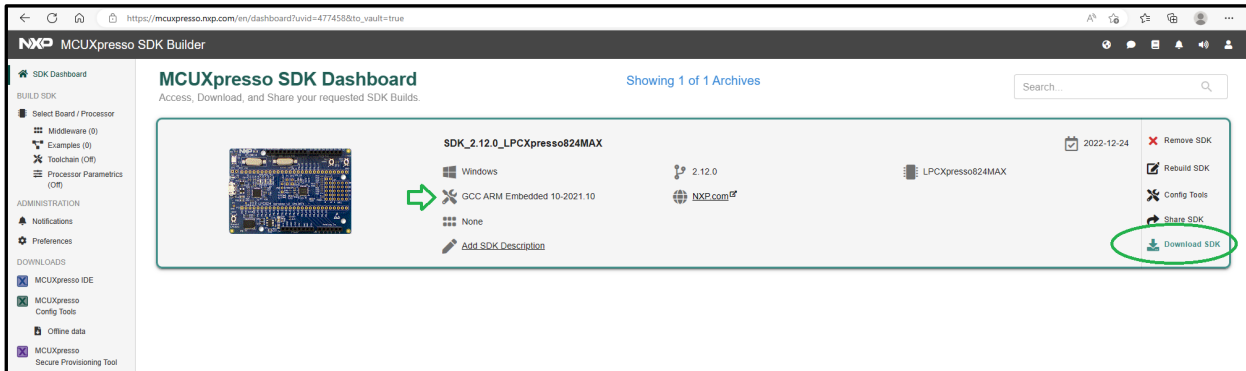 https://mcuxpresso.nxp.com/en/dashboard?uvid=477458&to_vault=true
NXP MCUXpresso SDK Builder
SDK Dashboard
BUILD SDK
Select Board / Processor
Middleware (0)
Examples (0)
Toolchain (Off)
Processor Parametrics
(Off)
ADMINISTRATION
Notifications
Preferences
DOWNLOADS
MCUXpresso IDE
MCUXpresso
Config Tools
Offline data
MCUXpresso
Secure Provisioning Tool
MCUXpresso SDK Dashboard
Access, Download, and Share your requested SDK Builds.
Showing 1 of 1 Archives
Search...
SDK_2.12.0_LPCXpresso824MAX
2022-12-24
Windows
2.12.0
LPCXpresso824MAX
GCC ARM Embedded 10-2021.10
NXP.com
None
Add SDK Description
Remove SDK
Rebuild SDK
Config Tools
Share SDK
Download SDK